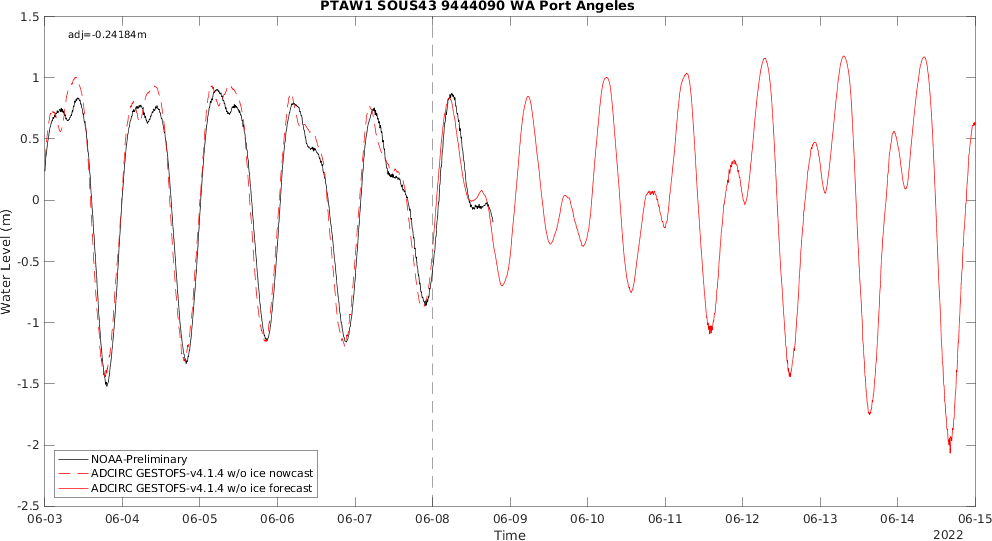 PTAW1 SOUS43 9444090 WA Port Angeles
adj=-0.24184m
1.5
1
0.5
0
-0.5
-1
-1.5
-2
-2.5
Water Level (m)
NOAA-Preliminary
ADCIRC GESTOFS-v4.1.4 w/o ice nowcast
ADCIRC GESTOFS-v4.1.4 w/o ice forecast
06-03 06-04 06-05 06-06 06-07 06-08 06-09 06-10 06-11 06-12 06-13 06-14 06-15
Time
2022